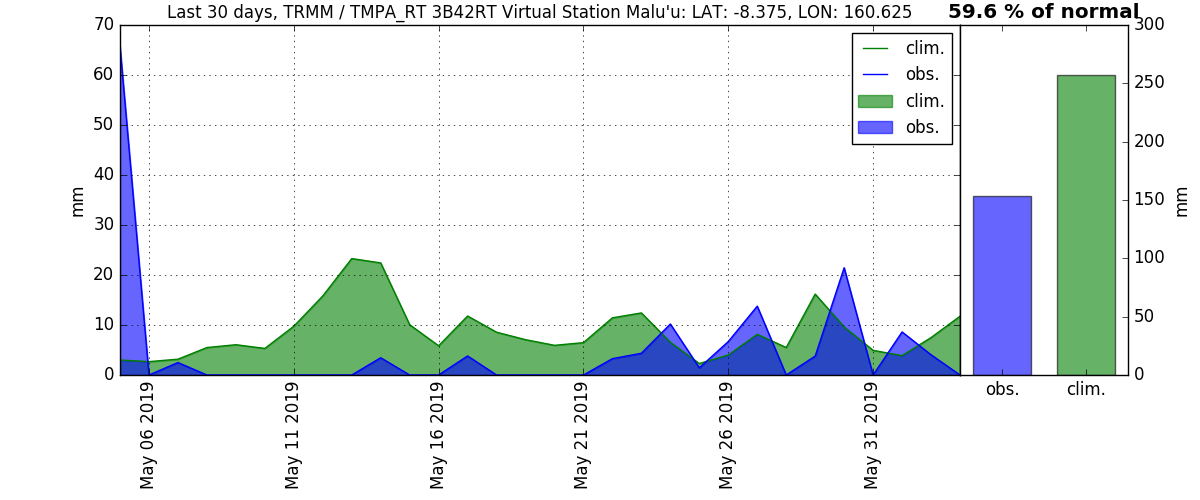 Last 30 days, TRMM / TMPA_RT 3B42RT Virtual Station Malu'u: LAT: -8.375, LON: 160.625
59.6 % of normal
70
60
50
40
30
20
10
0
mm
clim.
obs.
clim.
obs.
300
250
200
150
100
50
0
mm
obs.
clim.
May 06 2019
May 11 2019
May 16 2019
May 21 2019
May 26 2019
May 31 2019